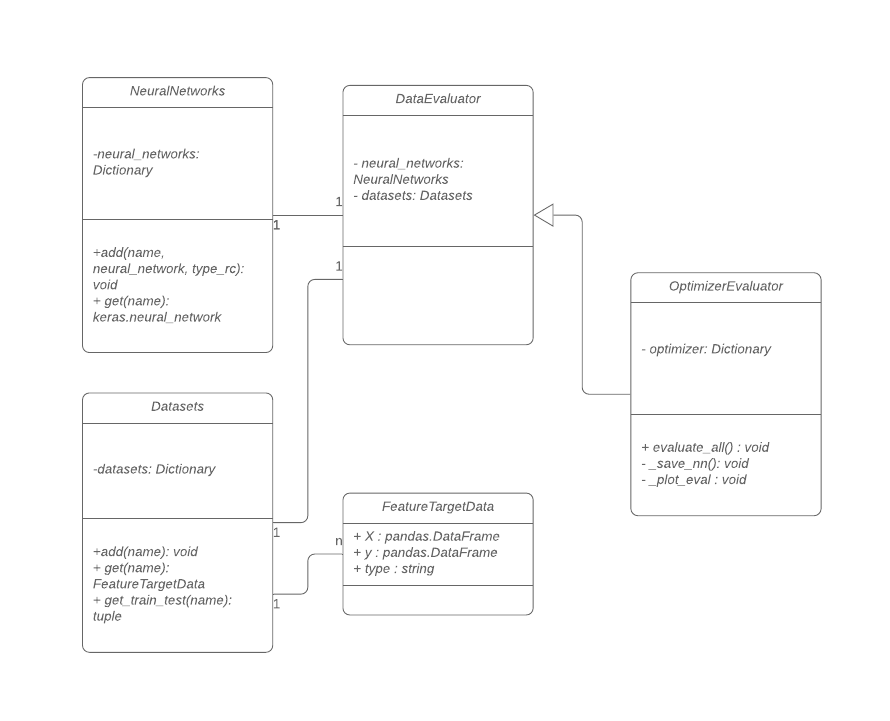 NeuralNetworks
-neural_networks:
Dictionary
+add(name,
neural_network, type_rc):
void
+ get(name):
keras.neural_network
1
1
DataEvaluator
- neural_networks:
NeuralNetworks
- datasets: Datasets
1
OptimizerEvaluator
- optimizer: Dictionary
+ evaluate_all() : void
- _save_nn(): void
- _plot_eval : void
Datasets
-datasets: Dictionary
+add(name): void
+ get(name):
FeatureTargetData
+ get_train_test(name):
tuple
1
1
n
FeatureTargetData
+ X : pandas.DataFrame
+ y : pandas.DataFrame
+ type : string